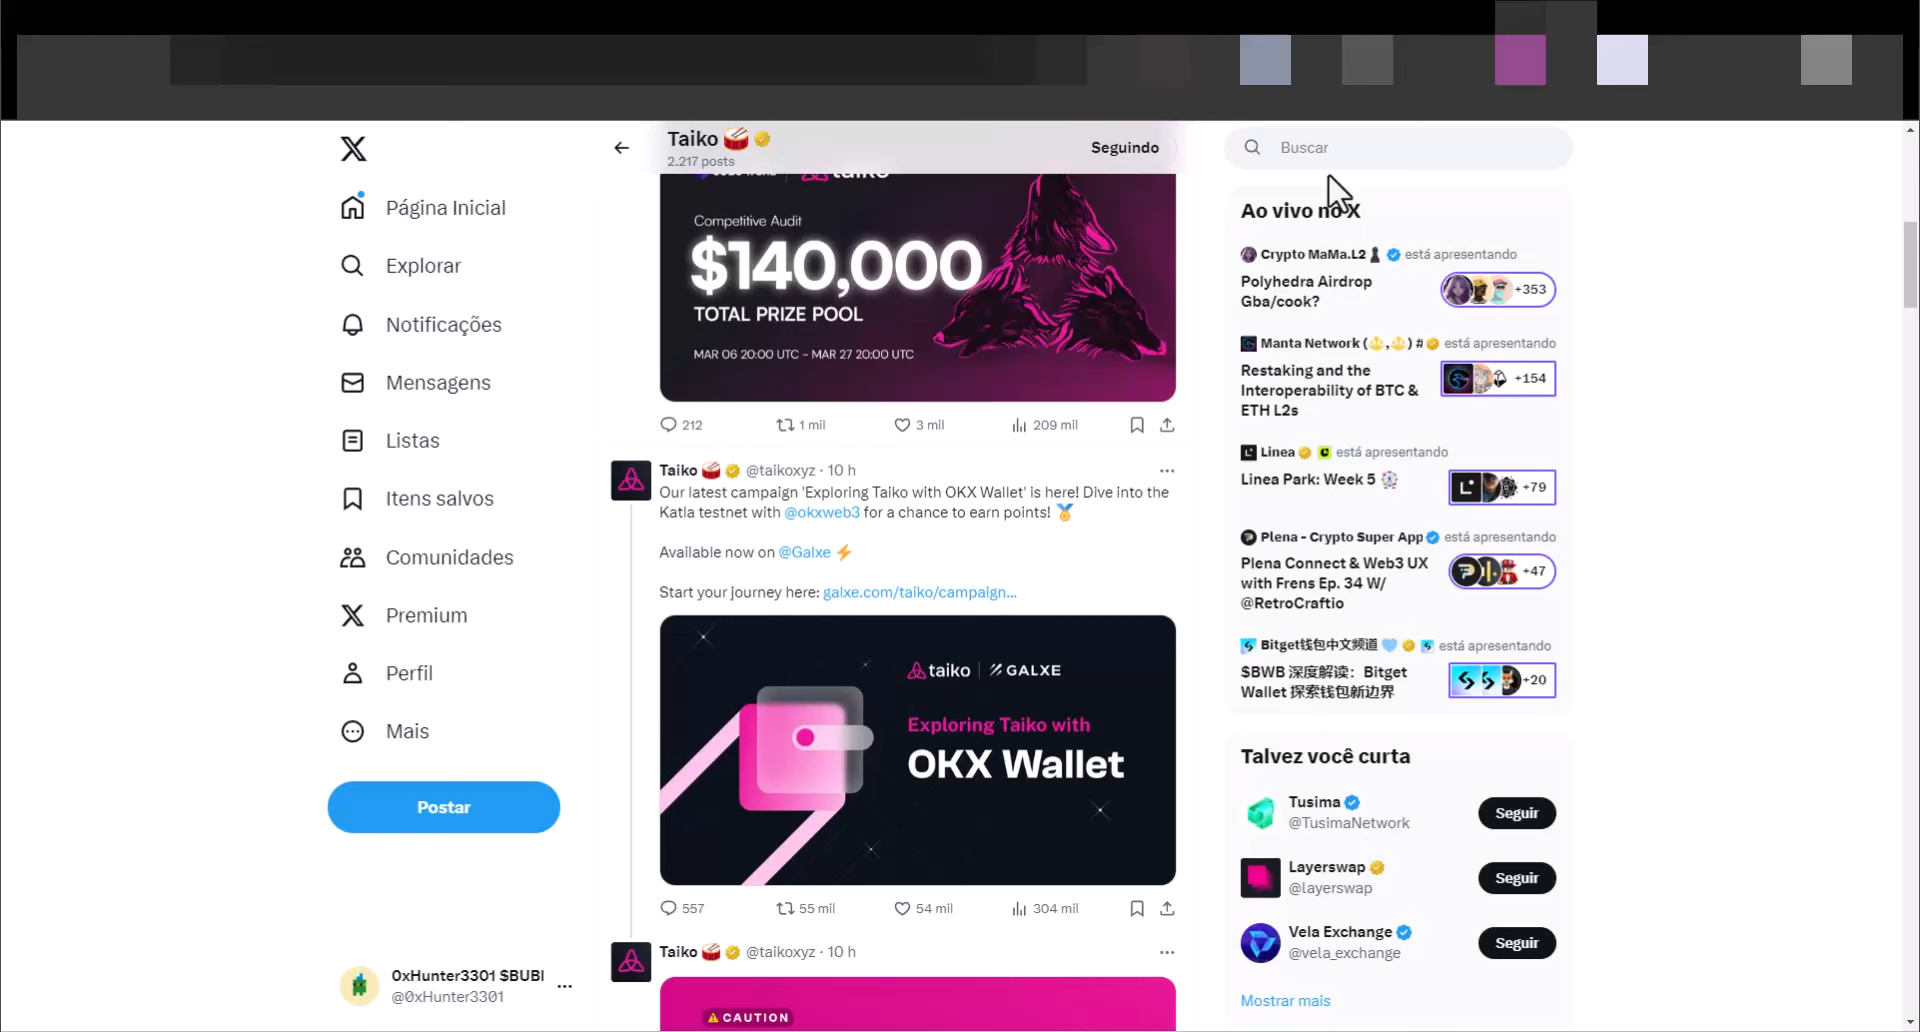 Página Inicial
Explorar
Notificações
Mensagens
Listas
Itens salvos
Comunidades
Premium
Perfil
Mais
Postar
0xHunter3301 $BUBI
@0xHunter3301
Taiko
2.217 posts
Seguindo
taiko
Competitive Audit
$140,000
TOTAL PRIZE POOL
MAR 06 20:00 UTC - MAR 27 20:00 UTC
212
1 mil
3 mil
209 mil
Taiko @taikoxyz · 10 h
Our latest campaign 'Exploring Taiko with OKX Wallet' is here! Dive into the
Katla testnet with @okxweb3 for a chance to earn points! 🏅
Available now on @Galxe ⚡
Start your journey here: galxe.com/taiko/campaign...
taiko | GALXE
Exploring Taiko with
OKX Wallet
557
55 mil
54 mil
304 mil
Taiko @taikoxyz · 10 h
⚠ CAUTION
Buscar
Ao vivo no X
Crypto MaMa.L2 está apresentando
Polyhedra Airdrop
Gba/cook?
+353
Manta Network (🔱,🔱) # está apresentando
Restaking and the
Interoperability of BTC &
ETH L2s
+154
Linea está apresentando
Linea Park: Week 5 🎡
+79
Plena - Crypto Super App está apresentando
Plena Connect & Web3 UX
with Frens Ep. 34 W/
@RetroCraftio
+47
Bitget钱包中文频道 🩵 está apresentando
$BWB 深度解读：Bitget
Wallet 探索钱包新边界
+20
Talvez você curta
Tusima
@TusimaNetwork
Seguir
Layerswap
@layerswap
Seguir
Vela Exchange
@vela_exchange
Seguir
Mostrar mais